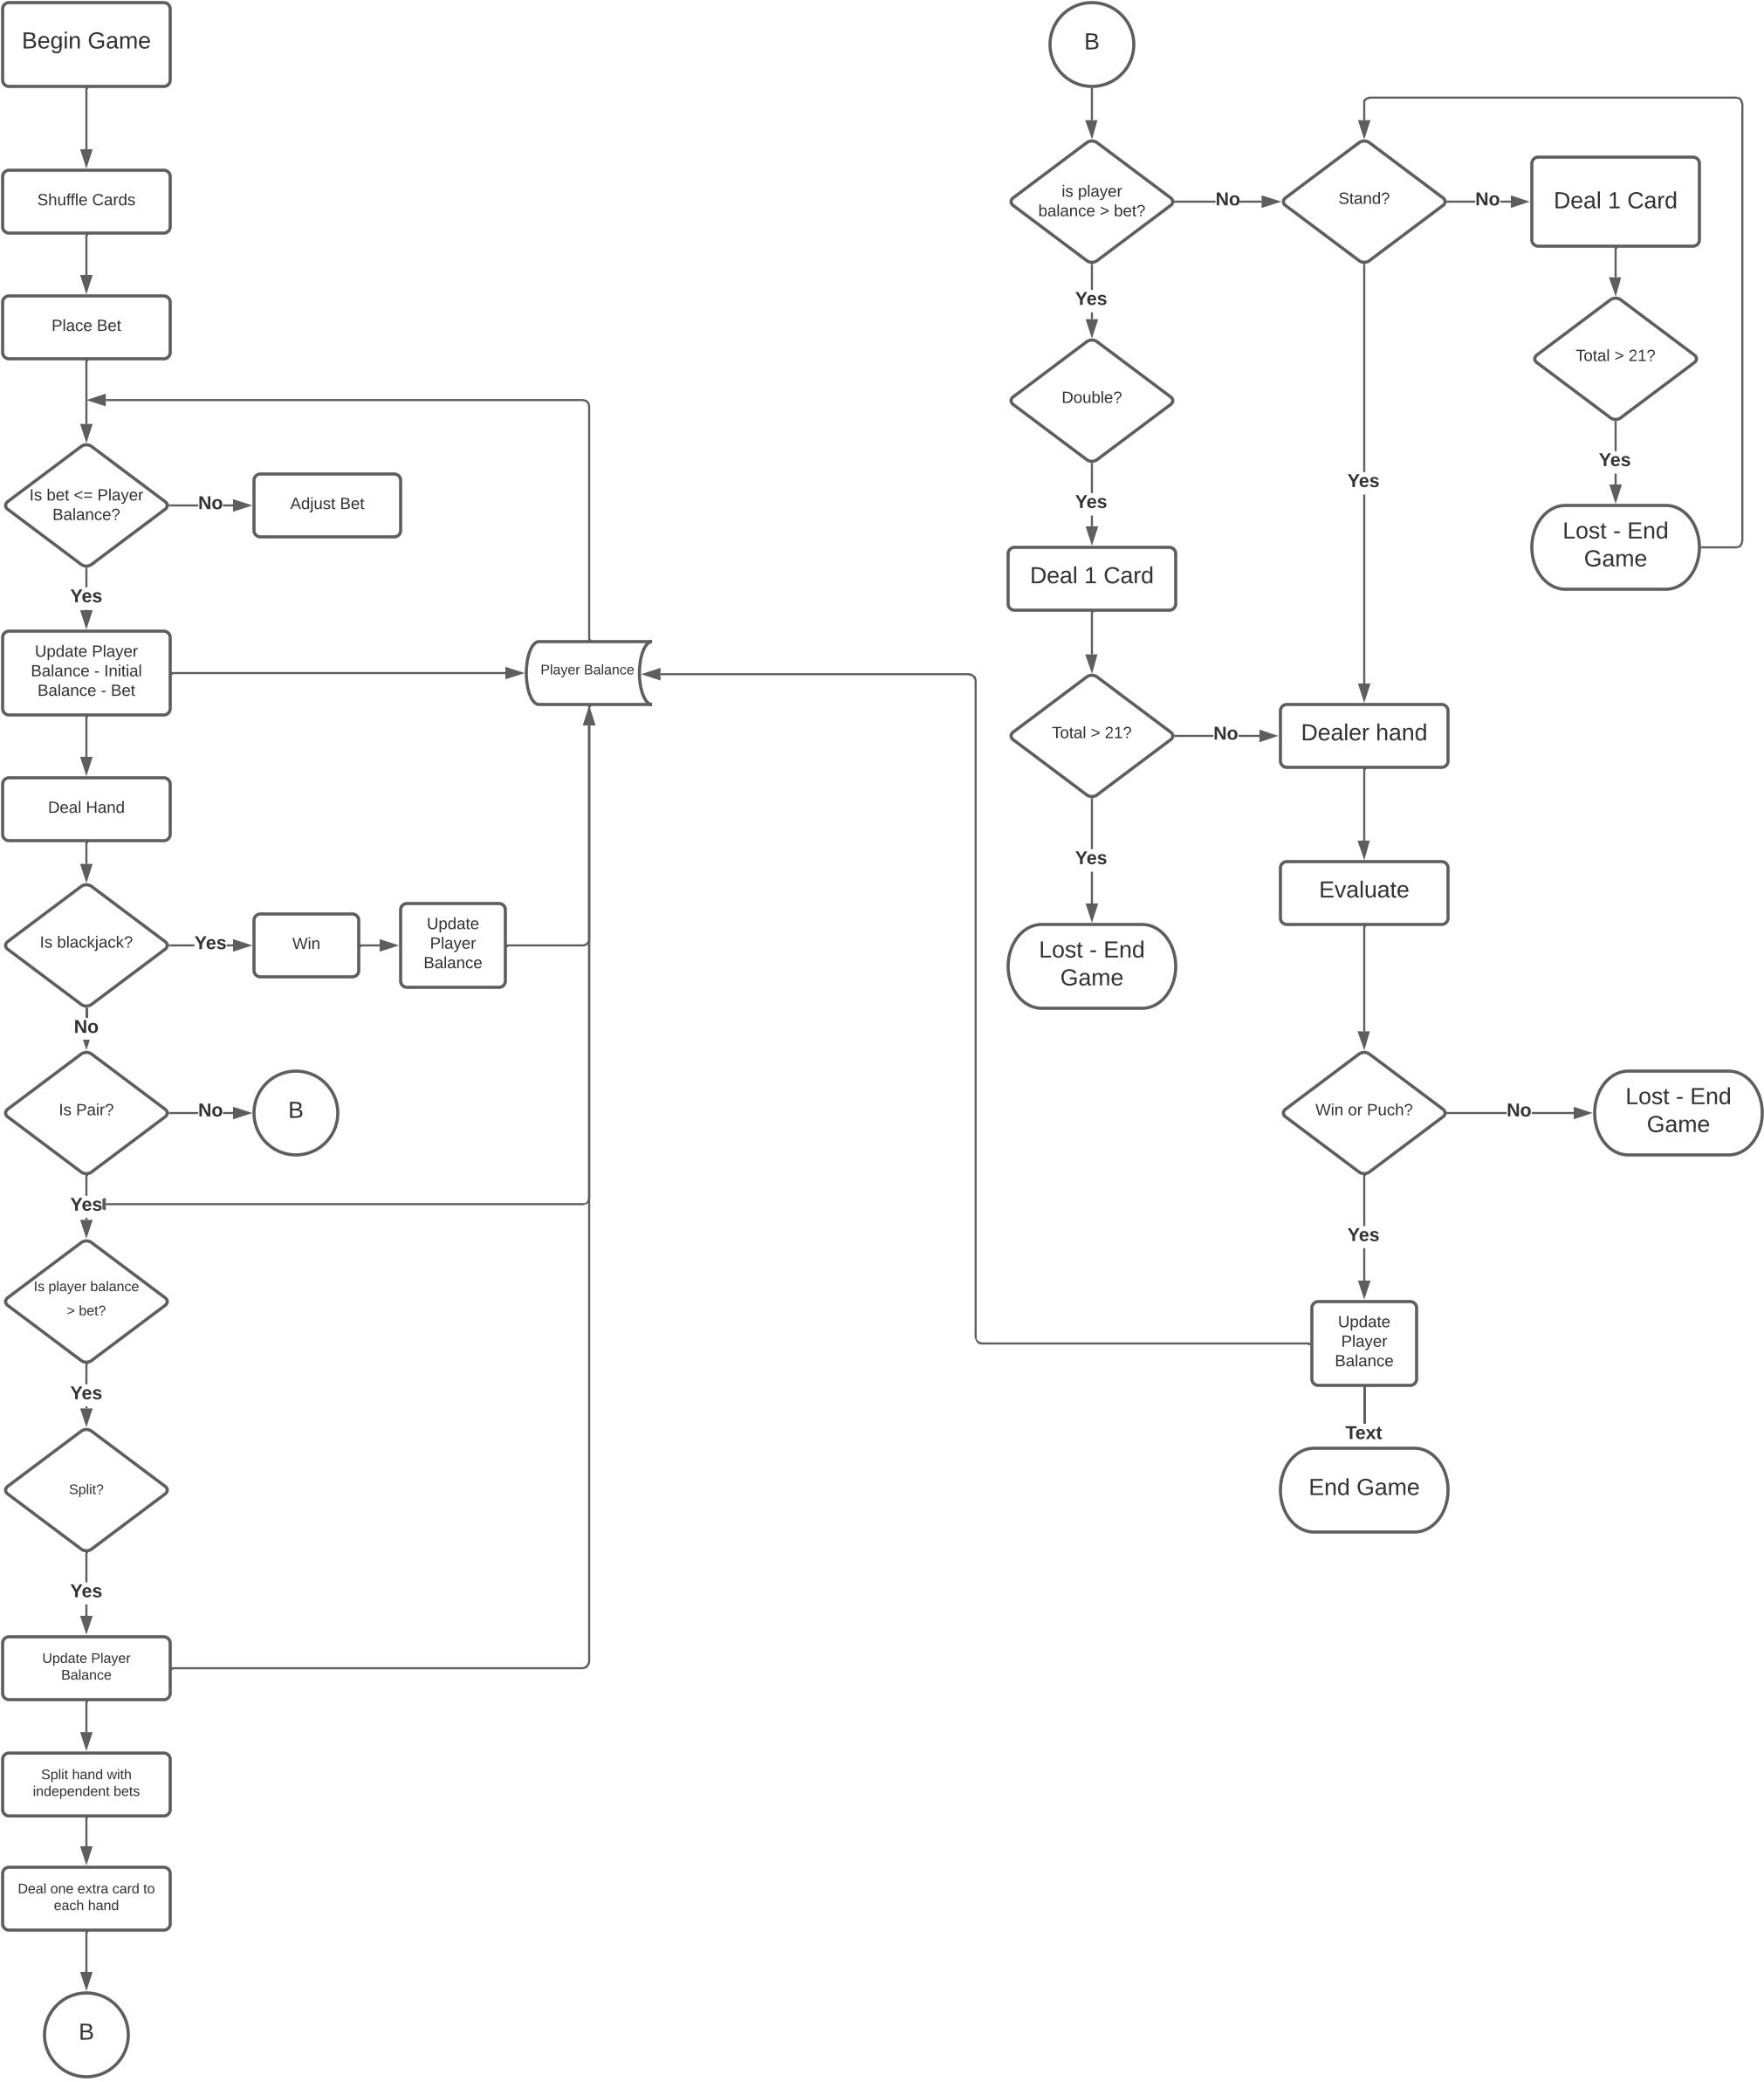 Begin Game
Shuffle Cards
Place Bet
Is bet <= Player
Balance?
No
Adjust Bet
Yes
Update Player
Balance - Initial
Balance - Bet
Player Balance
Deal Hand
Is blackjack?
Yes
Win
Update
Player
Balance
No
Is Pair?
No
B
Yes
Is player balance
> bet?
Yes
Split?
Yes
Update Player
Balance
Split hand with
independent bets
Deal one extra card to
each hand
B
B
is player
balance > bet?
No
Stand?
No
Deal 1 Card
Yes
Double?
Total > 21?
Yes
Yes
Yes
Lost - End
Game
Deal 1 Card
Total > 21?
No
Dealer hand
Yes
Evaluate
Lost - End
Game
Win or Puch?
No
Lost - End
Game
Yes
Update
Player
Balance
Text
End Game